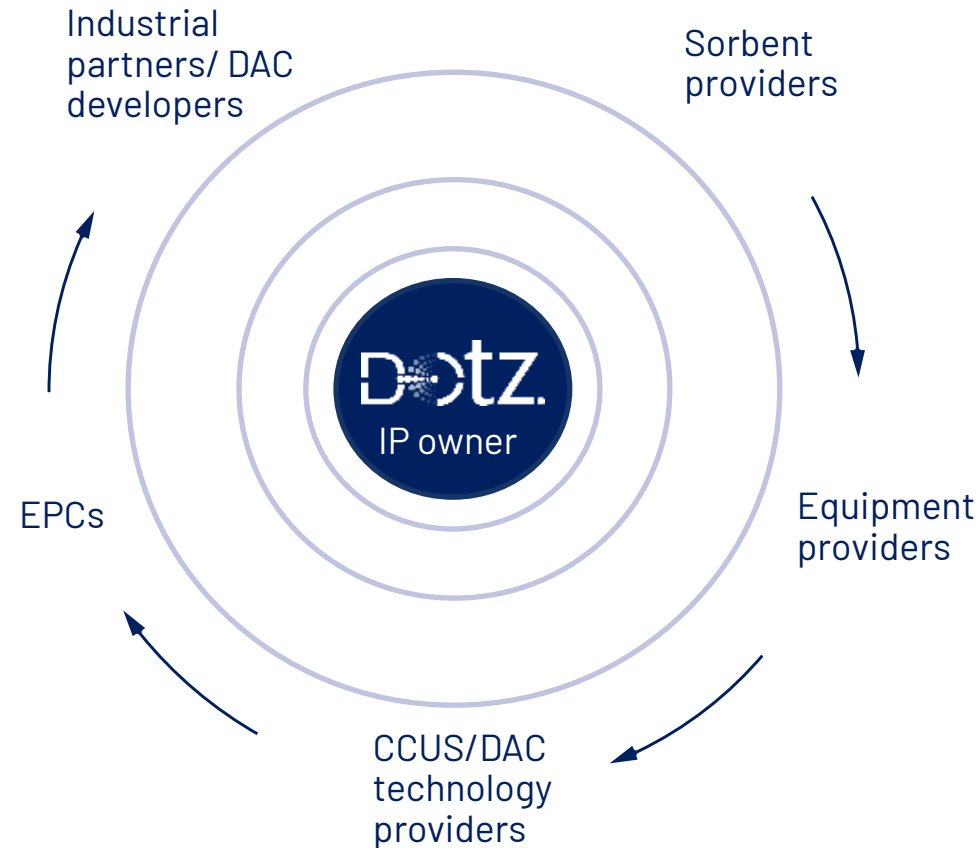 Industrial
partners/ DAC
developers
Sorbent
providers
Dotz.
IP owner
EPCs
Equipment
providers
CCUS/DAC
technology
providers